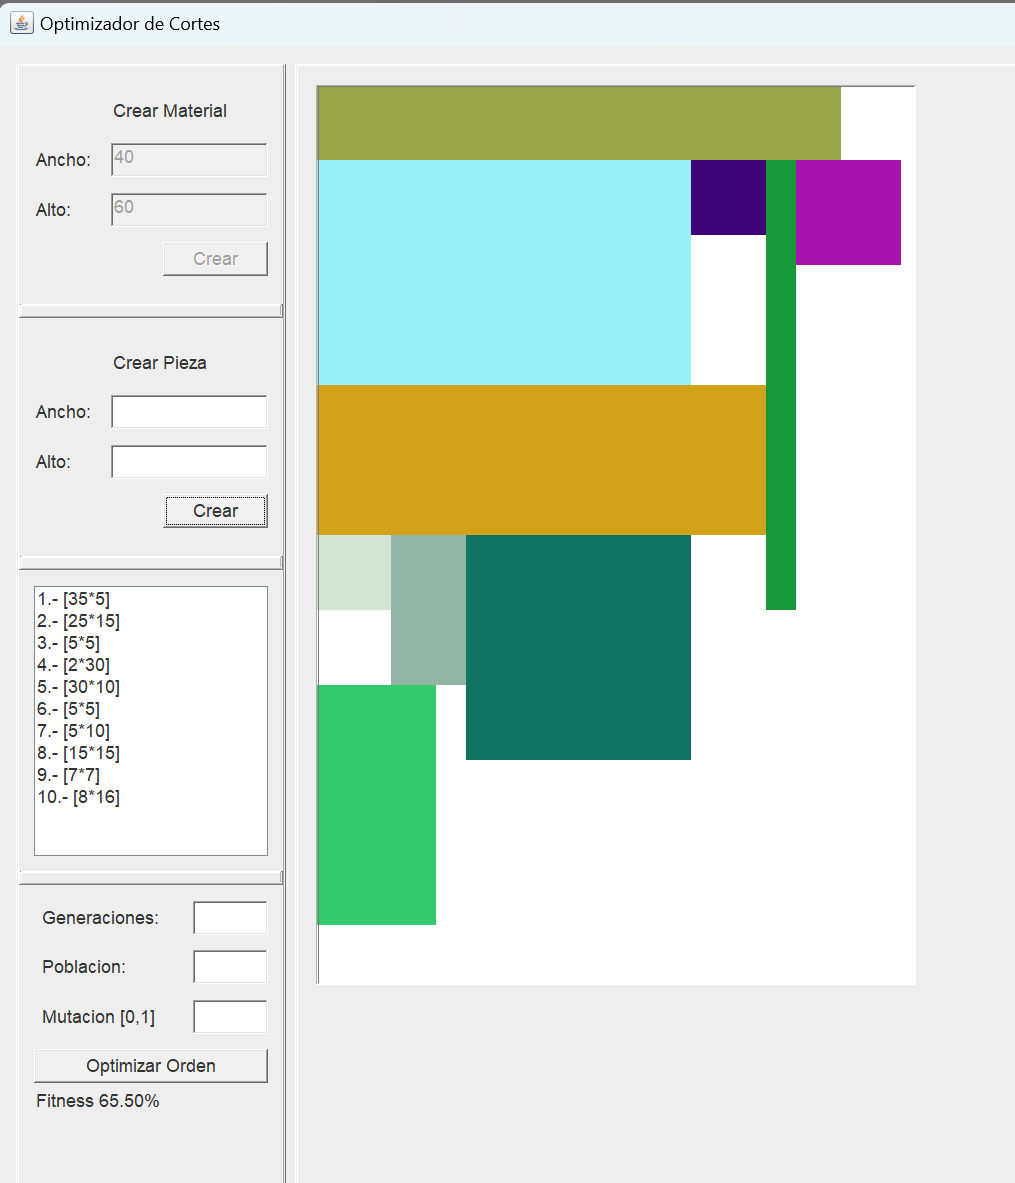 Optimizador de Cortes
Crear Material
Ancho: 40
Alto: 60
Crear
Crear Pieza
Ancho:
Alto:
Crear
1.- [35*5]
2.- [25*15]
3.- [5*5]
4.- [2*30]
5.- [30*10]
6.- [5*5]
7.- [5*10]
8.- [15*15]
9.- [7*7]
10.- [8*16]
Generaciones:
Poblacion:
Mutacion [0,1]
Optimizar Orden
Fitness 65.50%